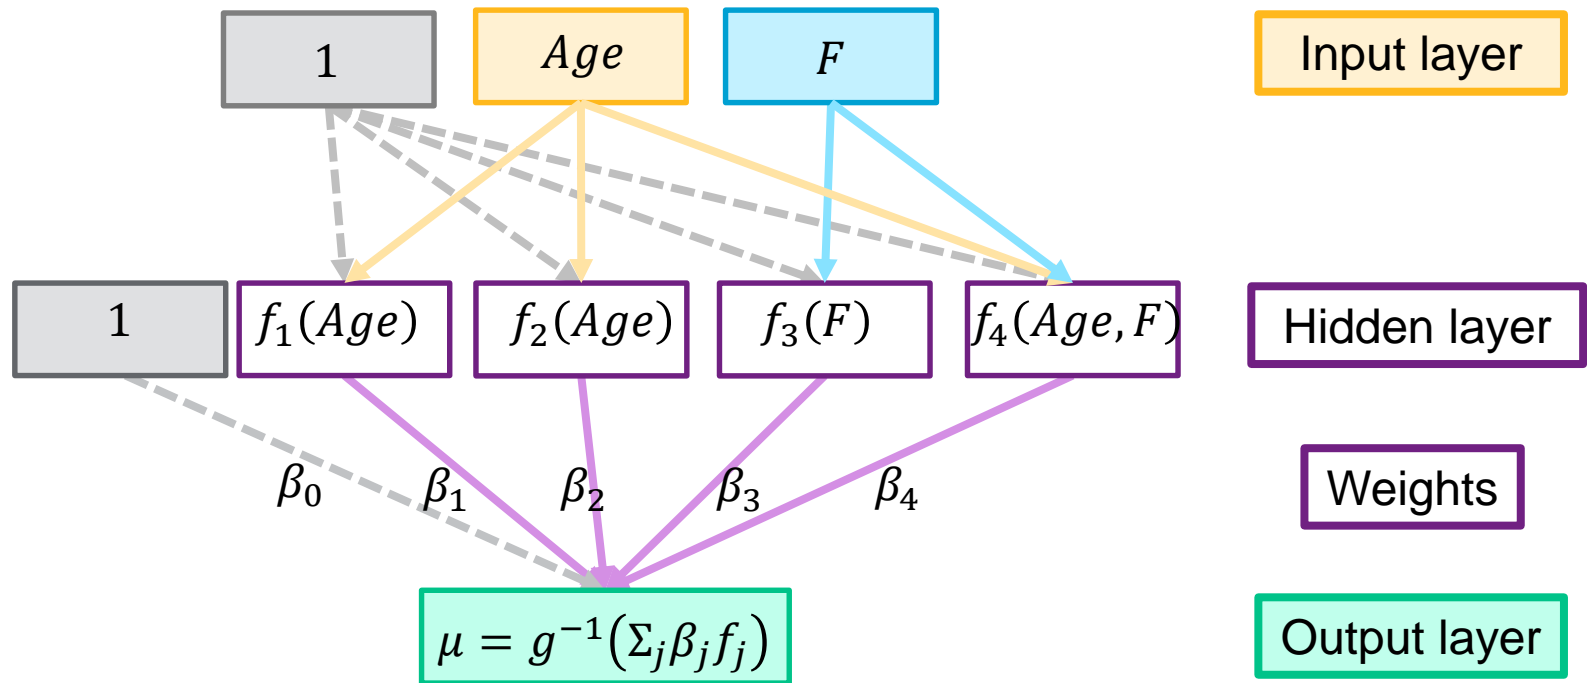 1
Age
F
Input layer
1
f₁(Age)
f₂(Age)
f₃(F)
f₄(Age, F)
Hidden layer
β₀
β₁
β₂
β₃
β₄
Weights
μ = g⁻¹(Σⱼβⱼfⱼ)
Output layer